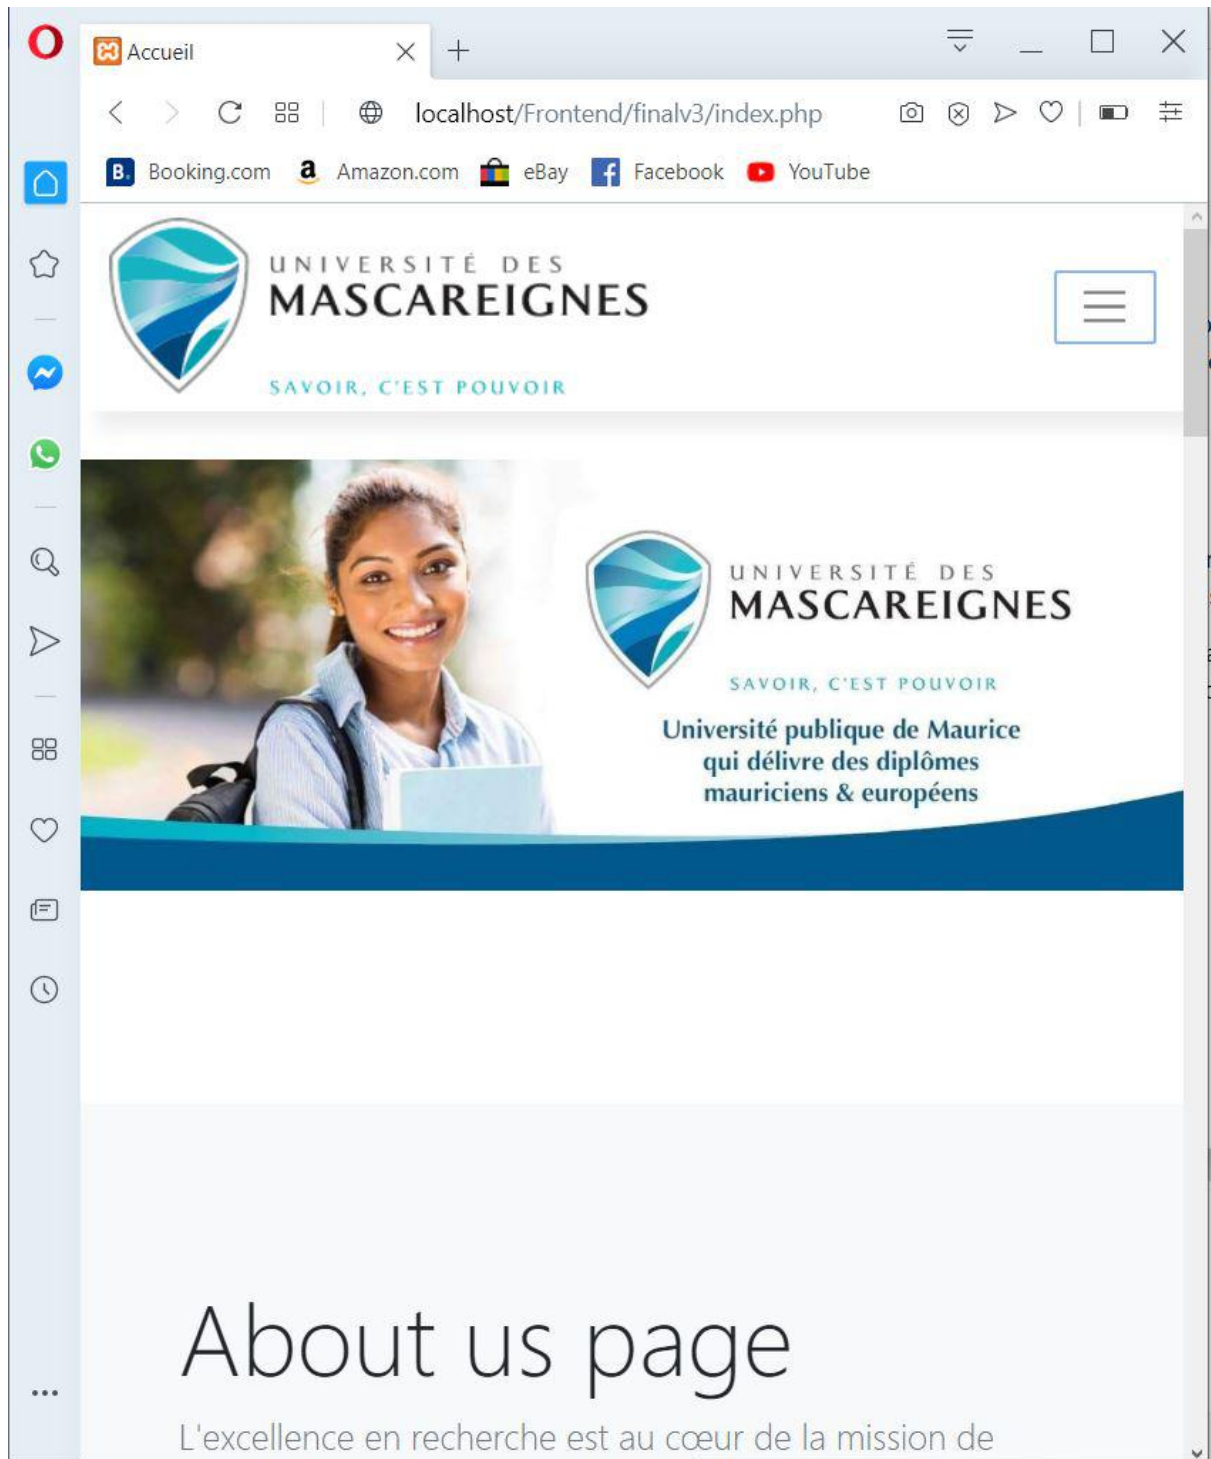 Accueil
localhost/Frontend/finalv3/index.php
B. Booking.com a Amazon.com eBay f Facebook YouTube
UNIVERSITÉ DES
MASCAREIGNES
SAVOIR, C'EST POUVOIR
UNIVERSITÉ DES
MASCAREIGNES
SAVOIR, C'EST POUVOIR
Université publique de Maurice
qui délivre des diplômes
mauriciens & européens
About us page
L'excellence en recherche est au cœur de la mission de